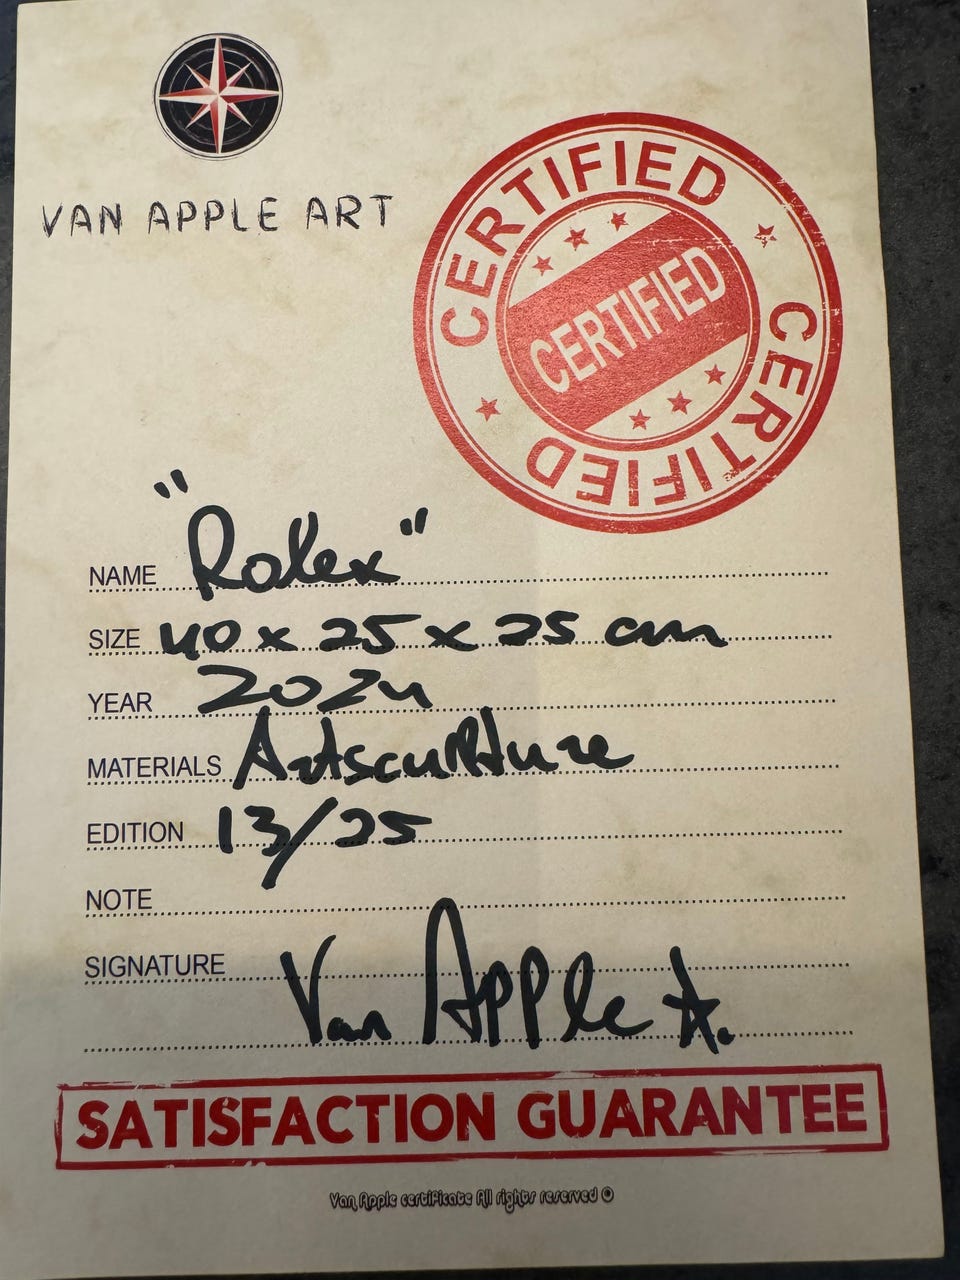 VAN APPLE ART
CERTIFIED
CERTIFIED
CERTIFIED
NAME "Rolex"
SIZE 40 x 25 x 25 cm
YEAR 2024
MATERIALS Artsculpture
EDITION 13/25
NOTE
SIGNATURE Van Apple A.
SATISFACTION GUARANTEE
Van Apple certificate All rights reserved ©